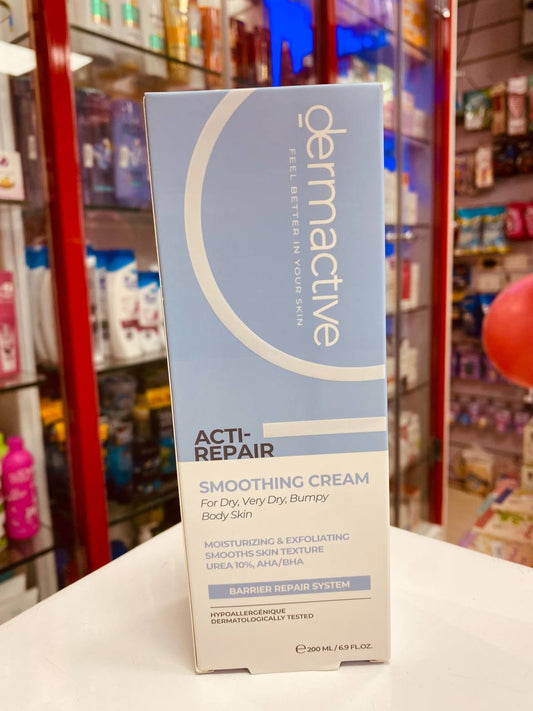 dermactive
FEEL BETTER IN YOUR SKIN
ACTI-
REPAIR
SMOOTHING CREAM
For Dry, Very Dry, Bumpy
Body Skin
MOISTURIZING & EXFOLIATING
SMOOTHS SKIN TEXTURE
UREA 10%, AHA/BHA
BARRIER REPAIR SYSTEM
HYPOALLERGÉNIQUE
DERMATOLOGICALLY TESTED
℮ 200 ML / 6.9 FL.OZ.